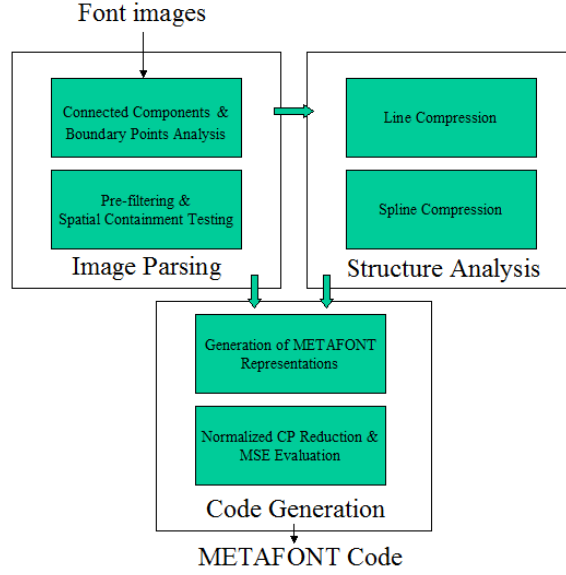 Font images
Connected Components &
Boundary Points Analysis
Pre-filtering &
Spatial Containment Testing
Image Parsing
Line Compression
Spline Compression
Structure Analysis
Generation of METAFONT
Representations
Normalized CP Reduction &
MSE Evaluation
Code Generation
METAFONT Code